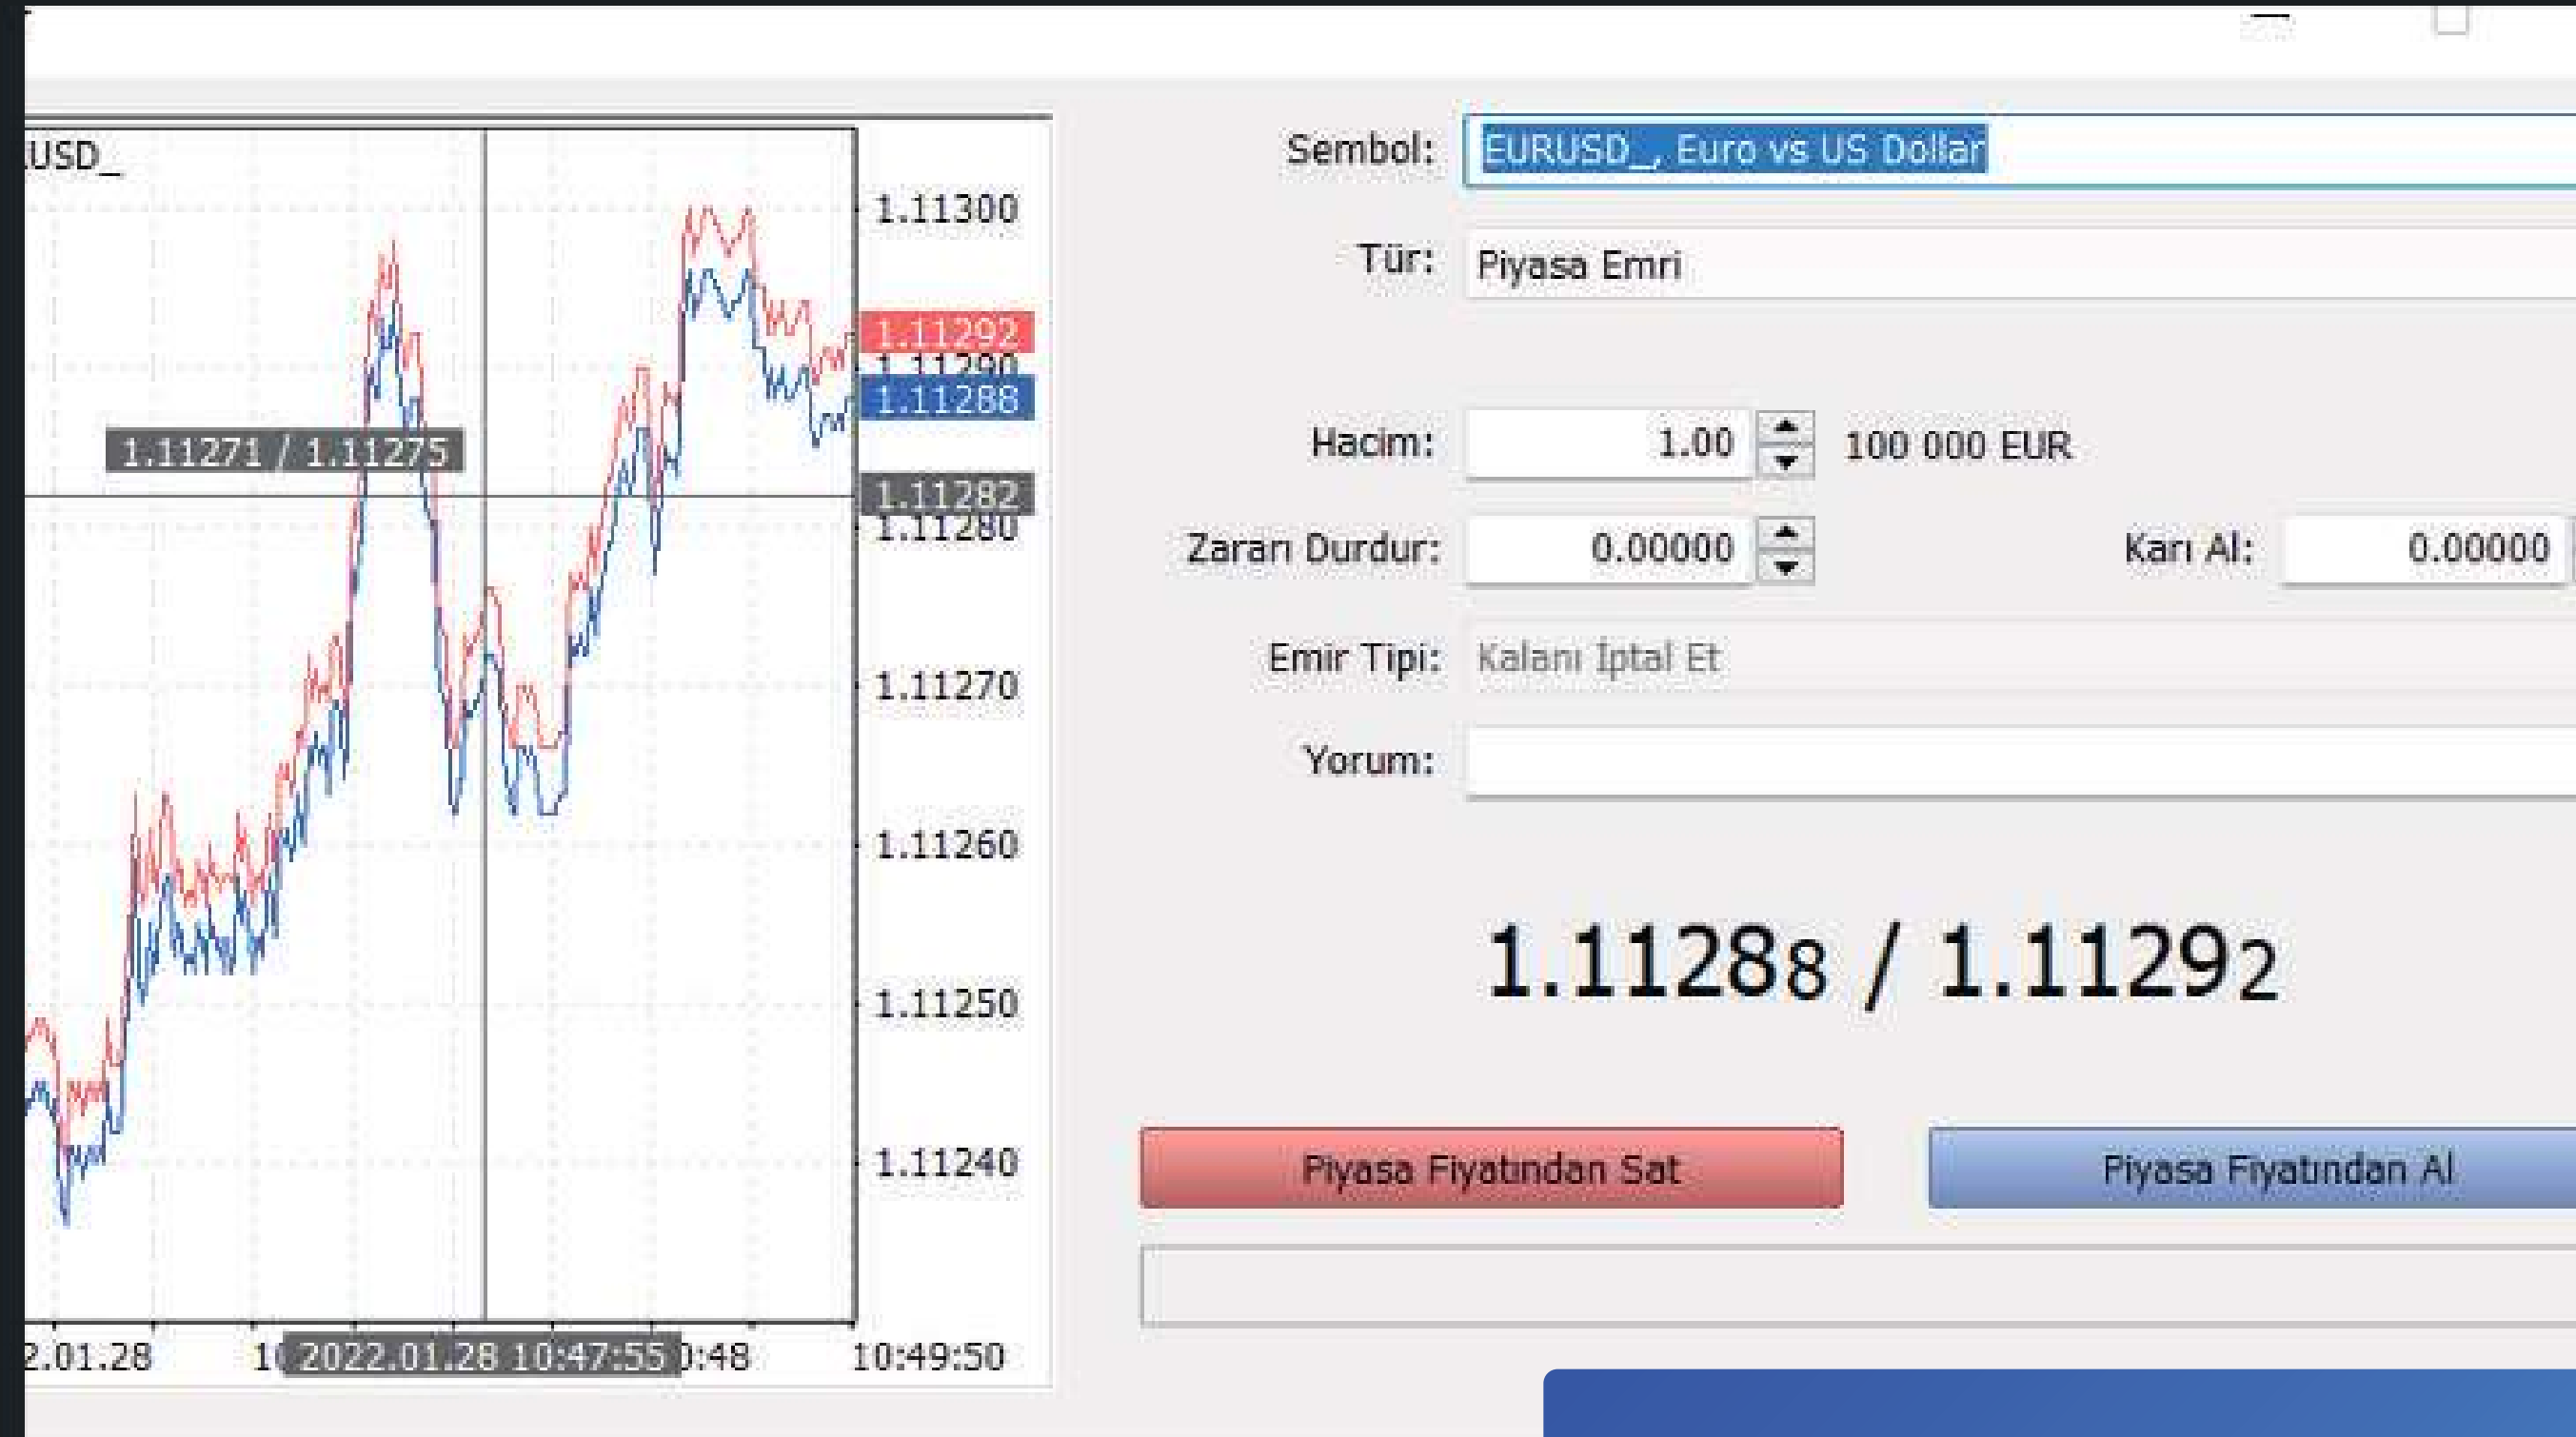 USD_
1.11300
1.11292
1.11290
1.11288
1.11271 / 1.11275
1.11282
1.11280
1.11270
1.11260
1.11250
1.11240
2.01.28
2022.01.28 10:47:55
0:48
10:49:50
Sembol: EURUSD_, Euro vs US Dollar
Tür: Piyasa Emri
Hacim: 1.00 100 000 EUR
Zararı Durdur: 0.00000 Karı Al: 0.00000
Emir Tipi: Kalanı İptal Et
Yorum:
1.11288 / 1.11292
Piyasa Fiyatından Sat
Piyasa Fiyatından Al